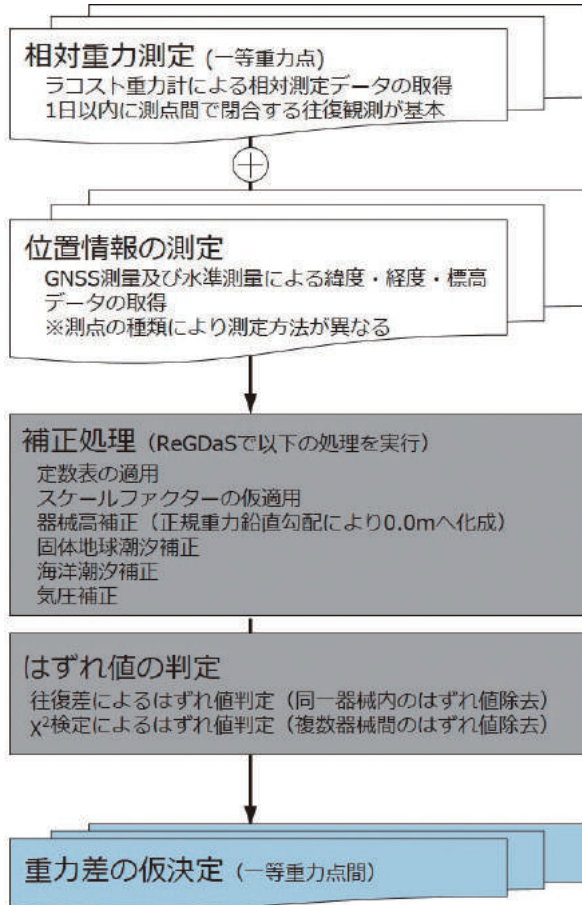 相対重力測定 (一等重力点)
ラコスト重力計による相対測定データの取得
1日以内に測点間で閉合する往復観測が基本
位置情報の測定
GNSS測量及び水準測量による緯度・経度・標高
データの取得
※測点の種類により測定方法が異なる
補正処理 (ReGDaSで以下の処理を実行)
定数表の適用
スケールファクターの仮適用
器械高補正（正規重力鉛直勾配により0.0mへ化成）
固体地球潮汐補正
海洋潮汐補正
気圧補正
はずれ値の判定
往復差によるはずれ値判定（同一器械内のはずれ値除去）
χ²検定によるはずれ値判定（複数器械間のはずれ値除去）
重力差の仮決定（一等重力点間）